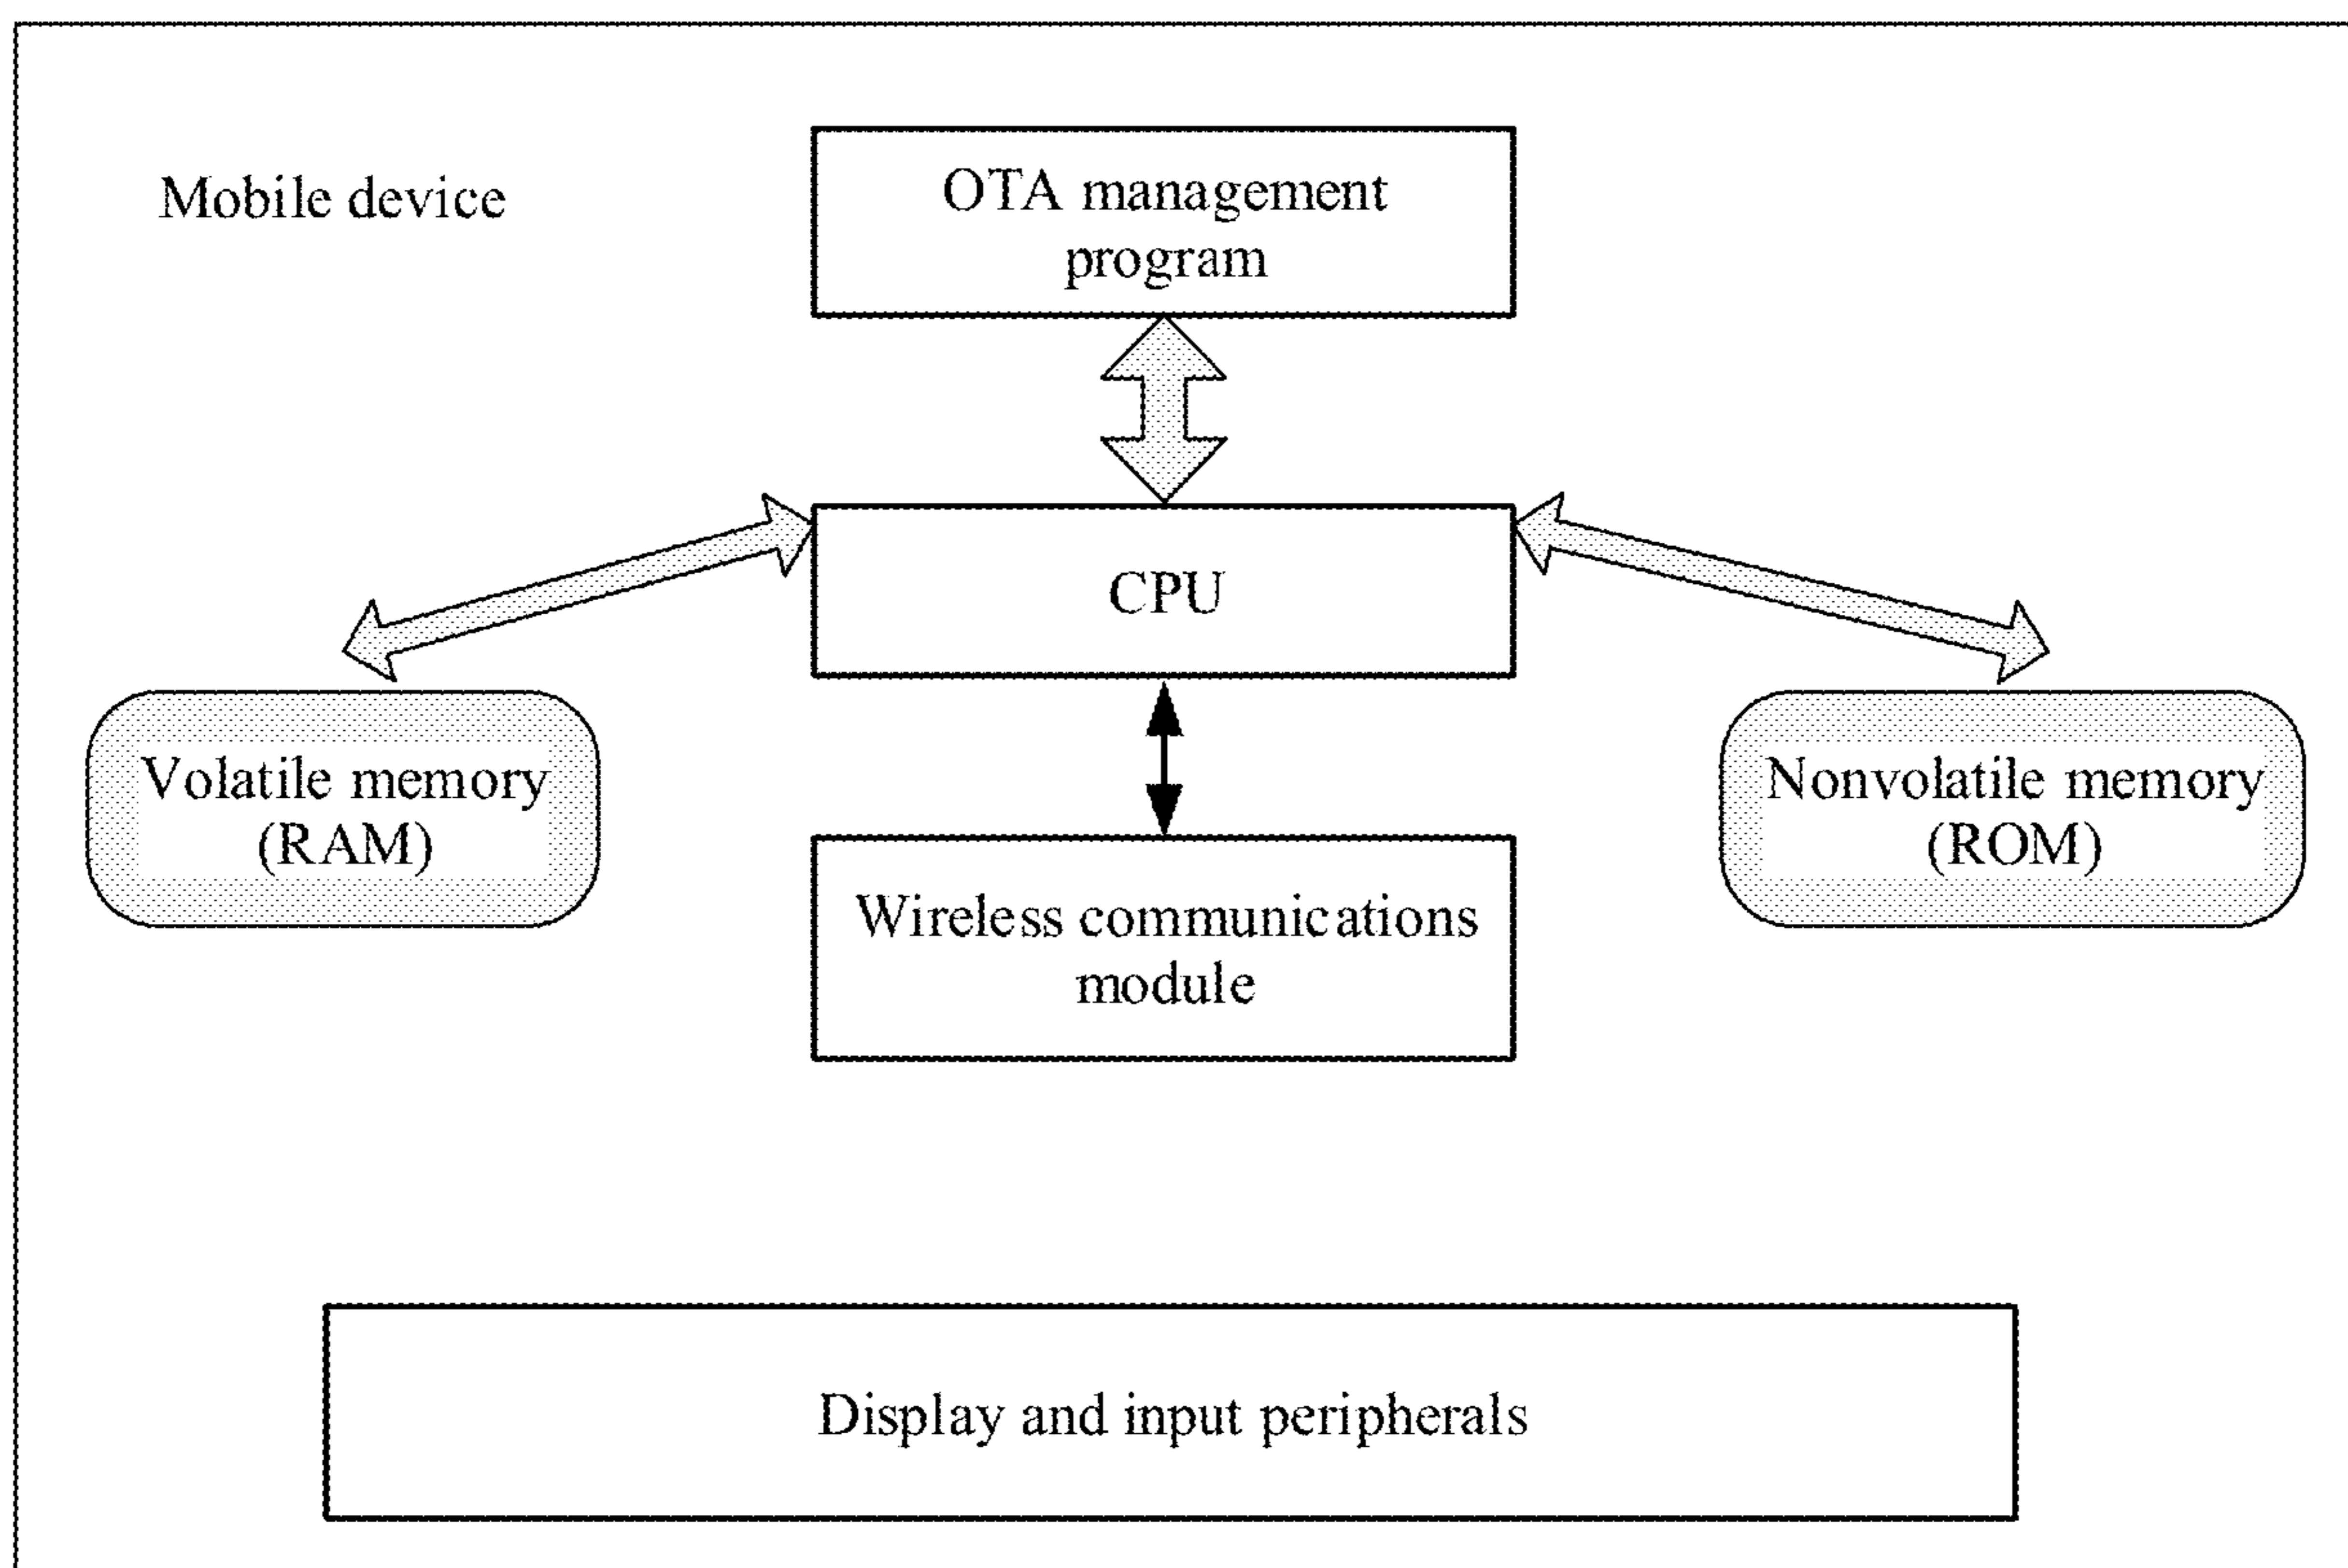 Mobile device
OTA management
program
CPU
Volatile memory
(RAM)
Nonvolatile memory
(ROM)
Wireless communications
module
Display and input peripherals